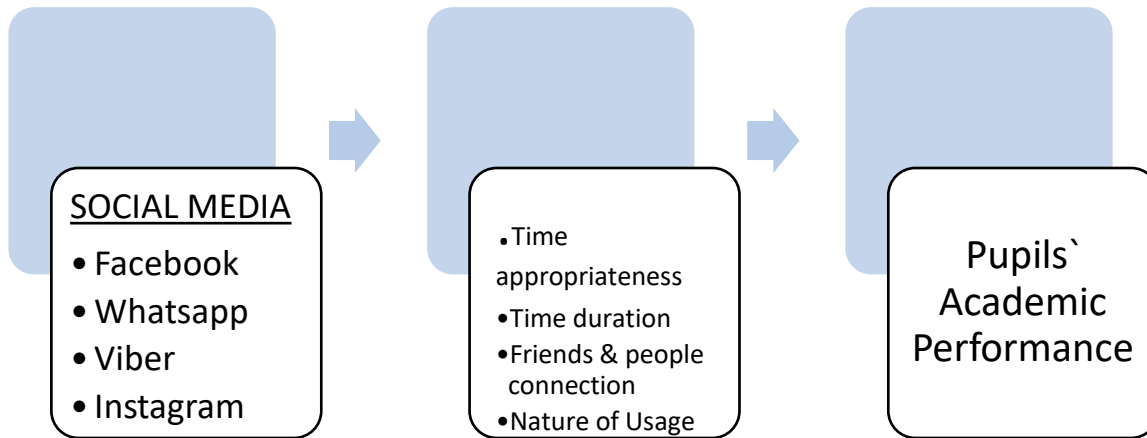 SOCIAL MEDIA
• Facebook
• Whatsapp
• Viber
• Instagram
.Time
appropriateness
•Time duration
•Friends & people
connection
•Nature of Usage
Pupils`
Academic
Performance